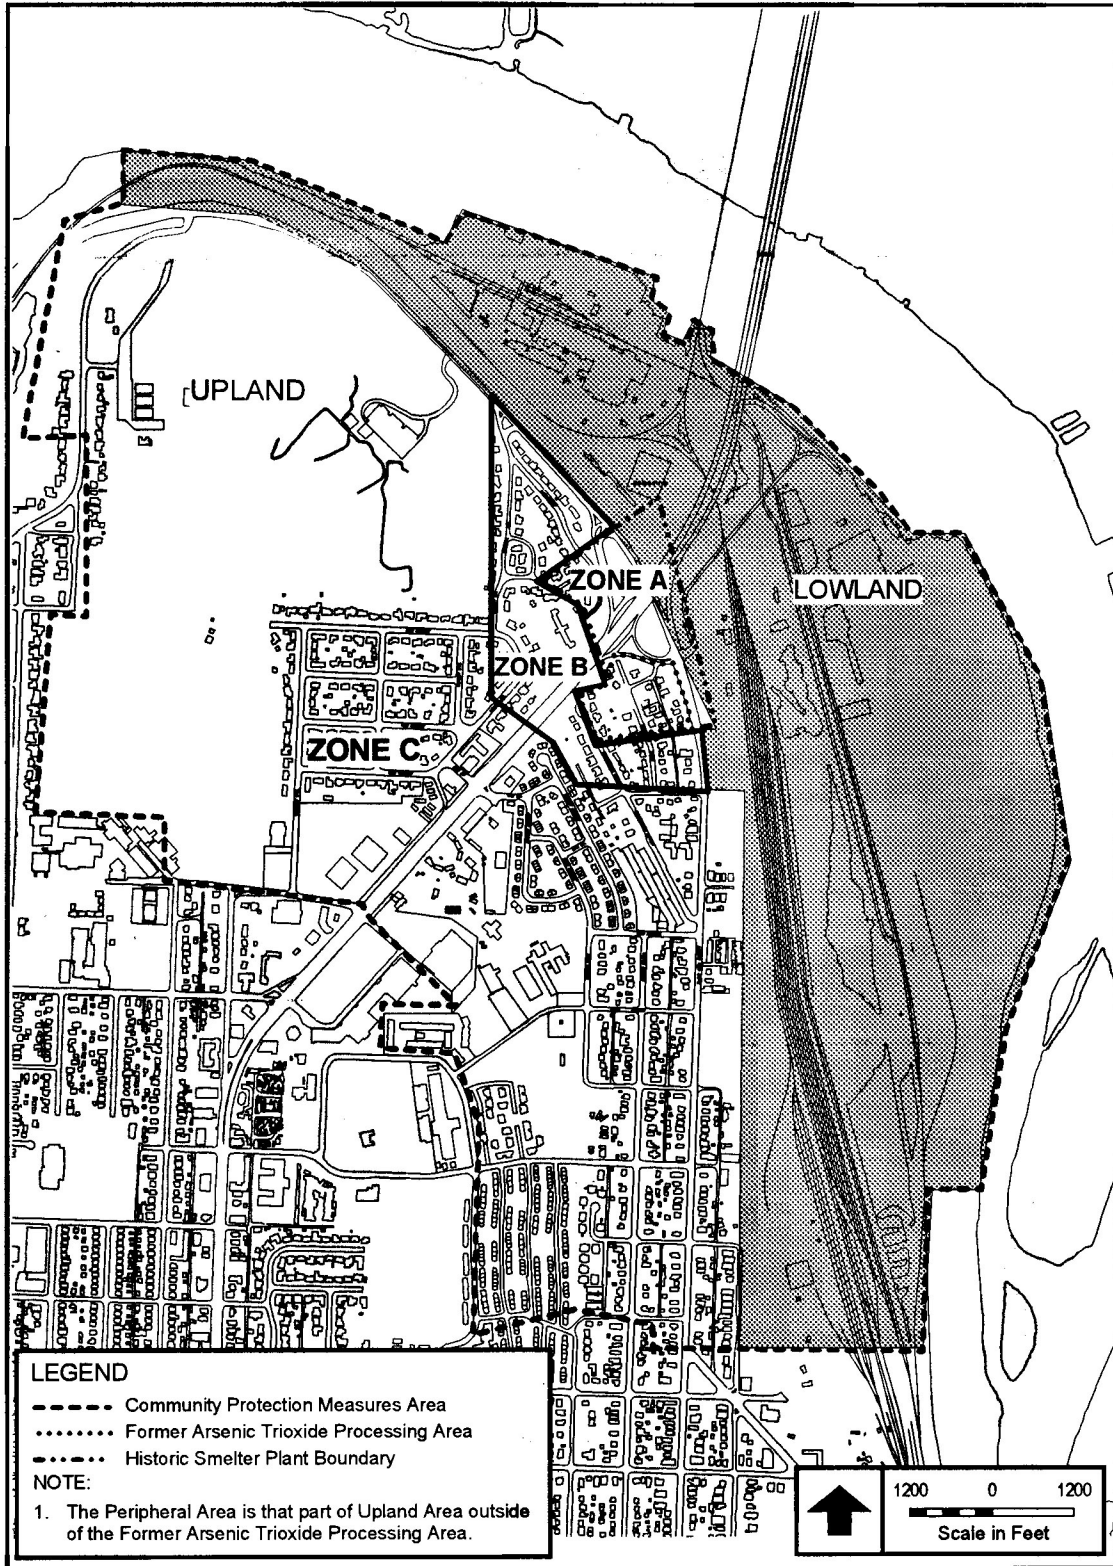 UPLAND
ZONE A
LOWLAND
ZONE B
ZONE C
LEGEND
Community Protection Measures Area
Former Arsenic Trioxide Processing Area
Historic Smelter Plant Boundary
NOTE:
1. The Peripheral Area is that part of Upland Area outside
of the Former Arsenic Trioxide Processing Area.
1200 0 1200
Scale in Feet